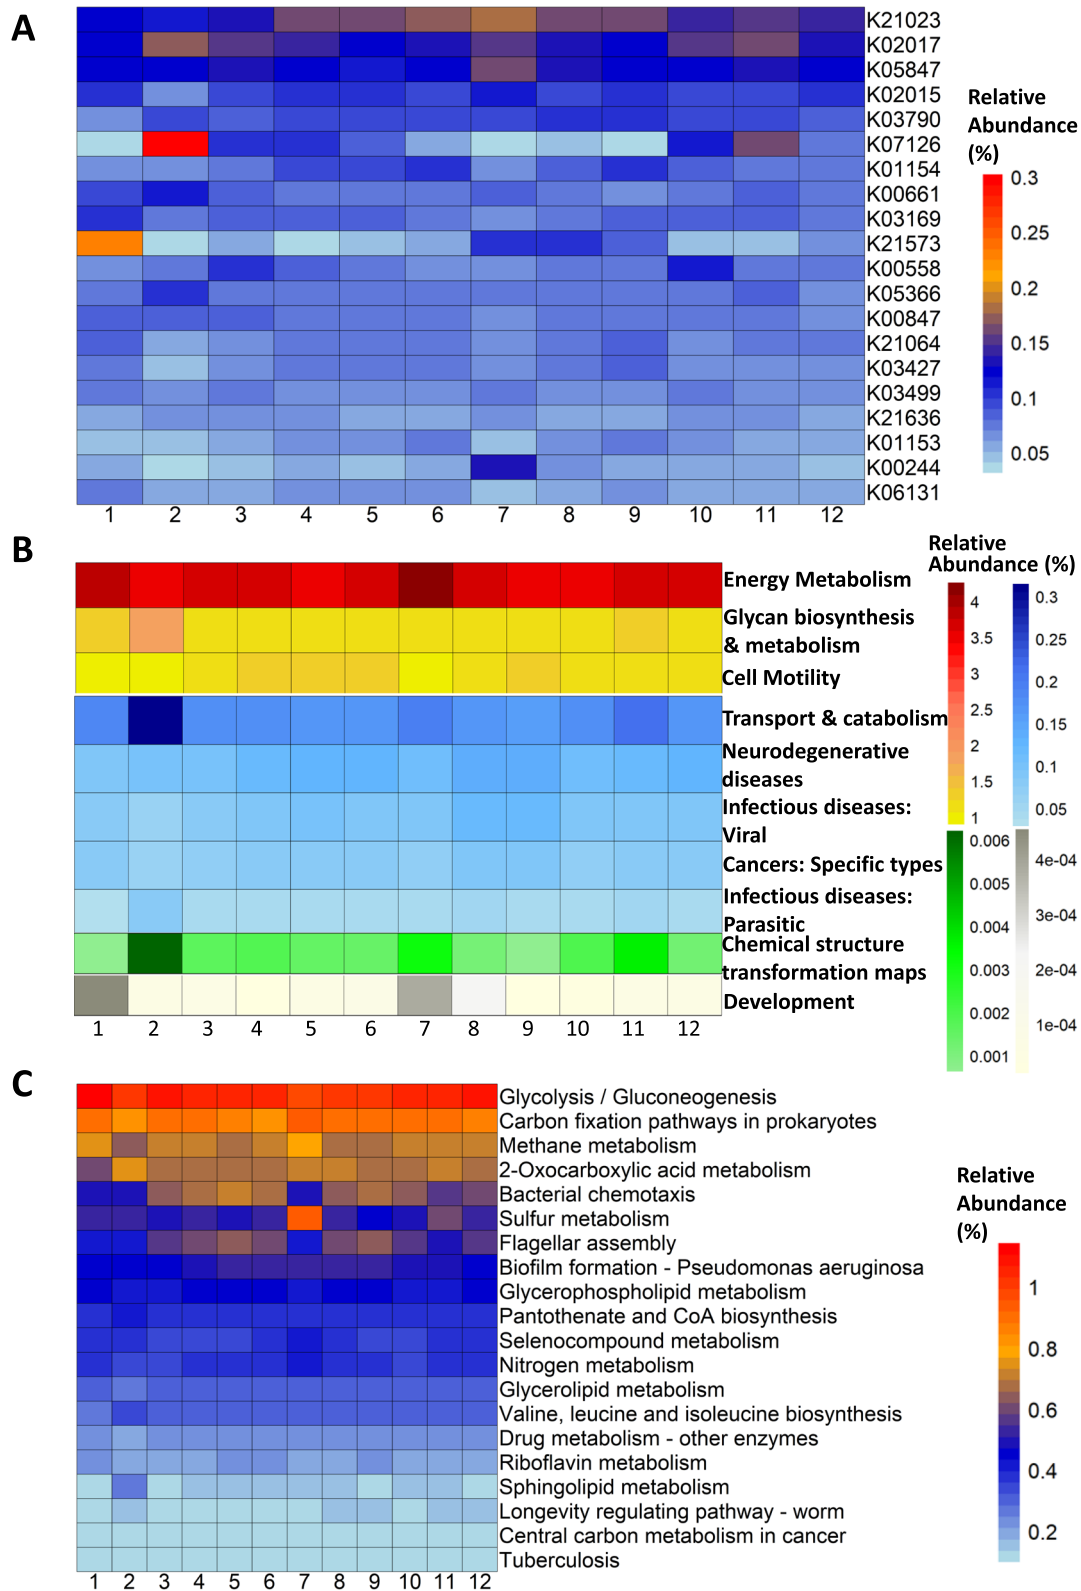 A
K21023
K02017
K05847
K02015
K03790
K07126
K01154
K00661
K03169
K21573
K00558
K05366
K00847
K21064
K03427
K03499
K21636
K01153
K00244
K06131
1 2 3 4 5 6 7 8 9 10 11 12
Relative
Abundance
(%)
0.3
0.25
0.2
0.15
0.1
0.05
B
Energy Metabolism
Glycan biosynthesis
& metabolism
Cell Motility
Transport & catabolism
Neurodegenerative
diseases
Infectious diseases:
Viral
Cancers: Specific types
Infectious diseases:
Parasitic
Chemical structure
transformation maps
Development
1 2 3 4 5 6 7 8 9 10 11 12
Relative
Abundance (%)
4
3.5
3
2.5
2
1.5
1
0.3
0.25
0.2
0.15
0.1
0.05
0.006
0.005
0.004
0.003
0.002
0.001
4e-04
3e-04
2e-04
1e-04
C
Glycolysis / Gluconeogenesis
Carbon fixation pathways in prokaryotes
Methane metabolism
2-Oxocarboxylic acid metabolism
Bacterial chemotaxis
Sulfur metabolism
Flagellar assembly
Biofilm formation - Pseudomonas aeruginosa
Glycerophospholipid metabolism
Pantothenate and CoA biosynthesis
Selenocompound metabolism
Nitrogen metabolism
Glycerolipid metabolism
Valine, leucine and isoleucine biosynthesis
Drug metabolism - other enzymes
Riboflavin metabolism
Sphingolipid metabolism
Longevity regulating pathway - worm
Central carbon metabolism in cancer
Tuberculosis
1 2 3 4 5 6 7 8 9 10 11 12
Relative
Abundance
(%)
1
0.8
0.6
0.4
0.2